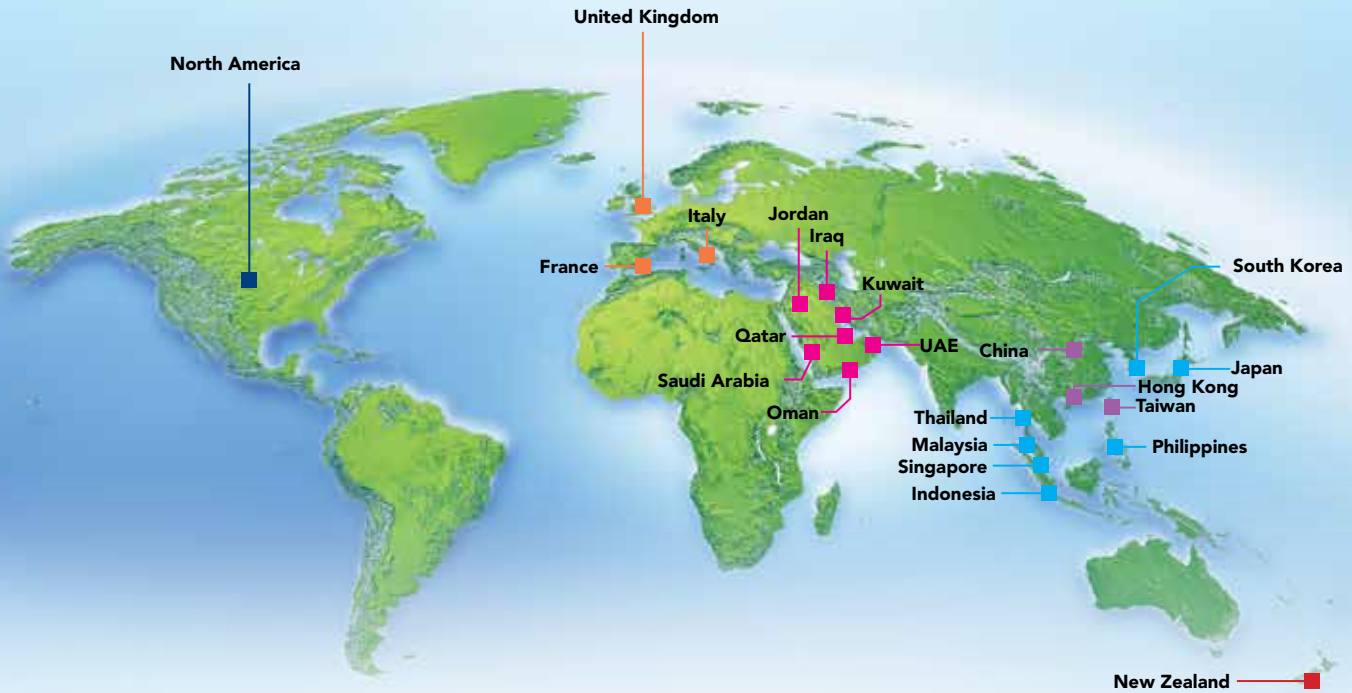 United Kingdom
North America
Italy
Jordan
Iraq
France
South Korea
Kuwait
Qatar
UAE
China
Saudi Arabia
Japan
Hong Kong
Oman
Taiwan
Thailand
Malaysia
Philippines
Singapore
Indonesia
New Zealand